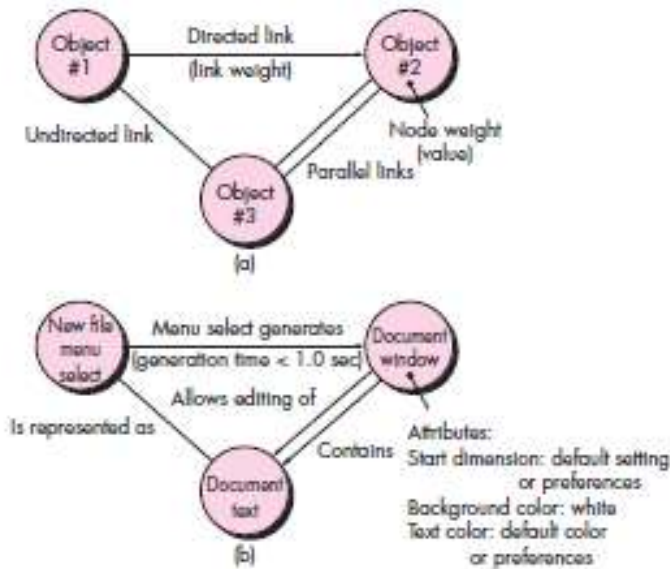 Object
#1
Directed link
(link weight)
Object
#2
Undirected link
Node weight
(value)
Parallel links
Object
#3
(a)
New file
menu
select
Menu select generates
(generation time < 1.0 sec)
Document
window
Allows editing of
Is represented as
Contains
Attributes:
Start dimension: default setting
or preferences
Background color: white
Text color: default color
or preferences
Document
text
(b)